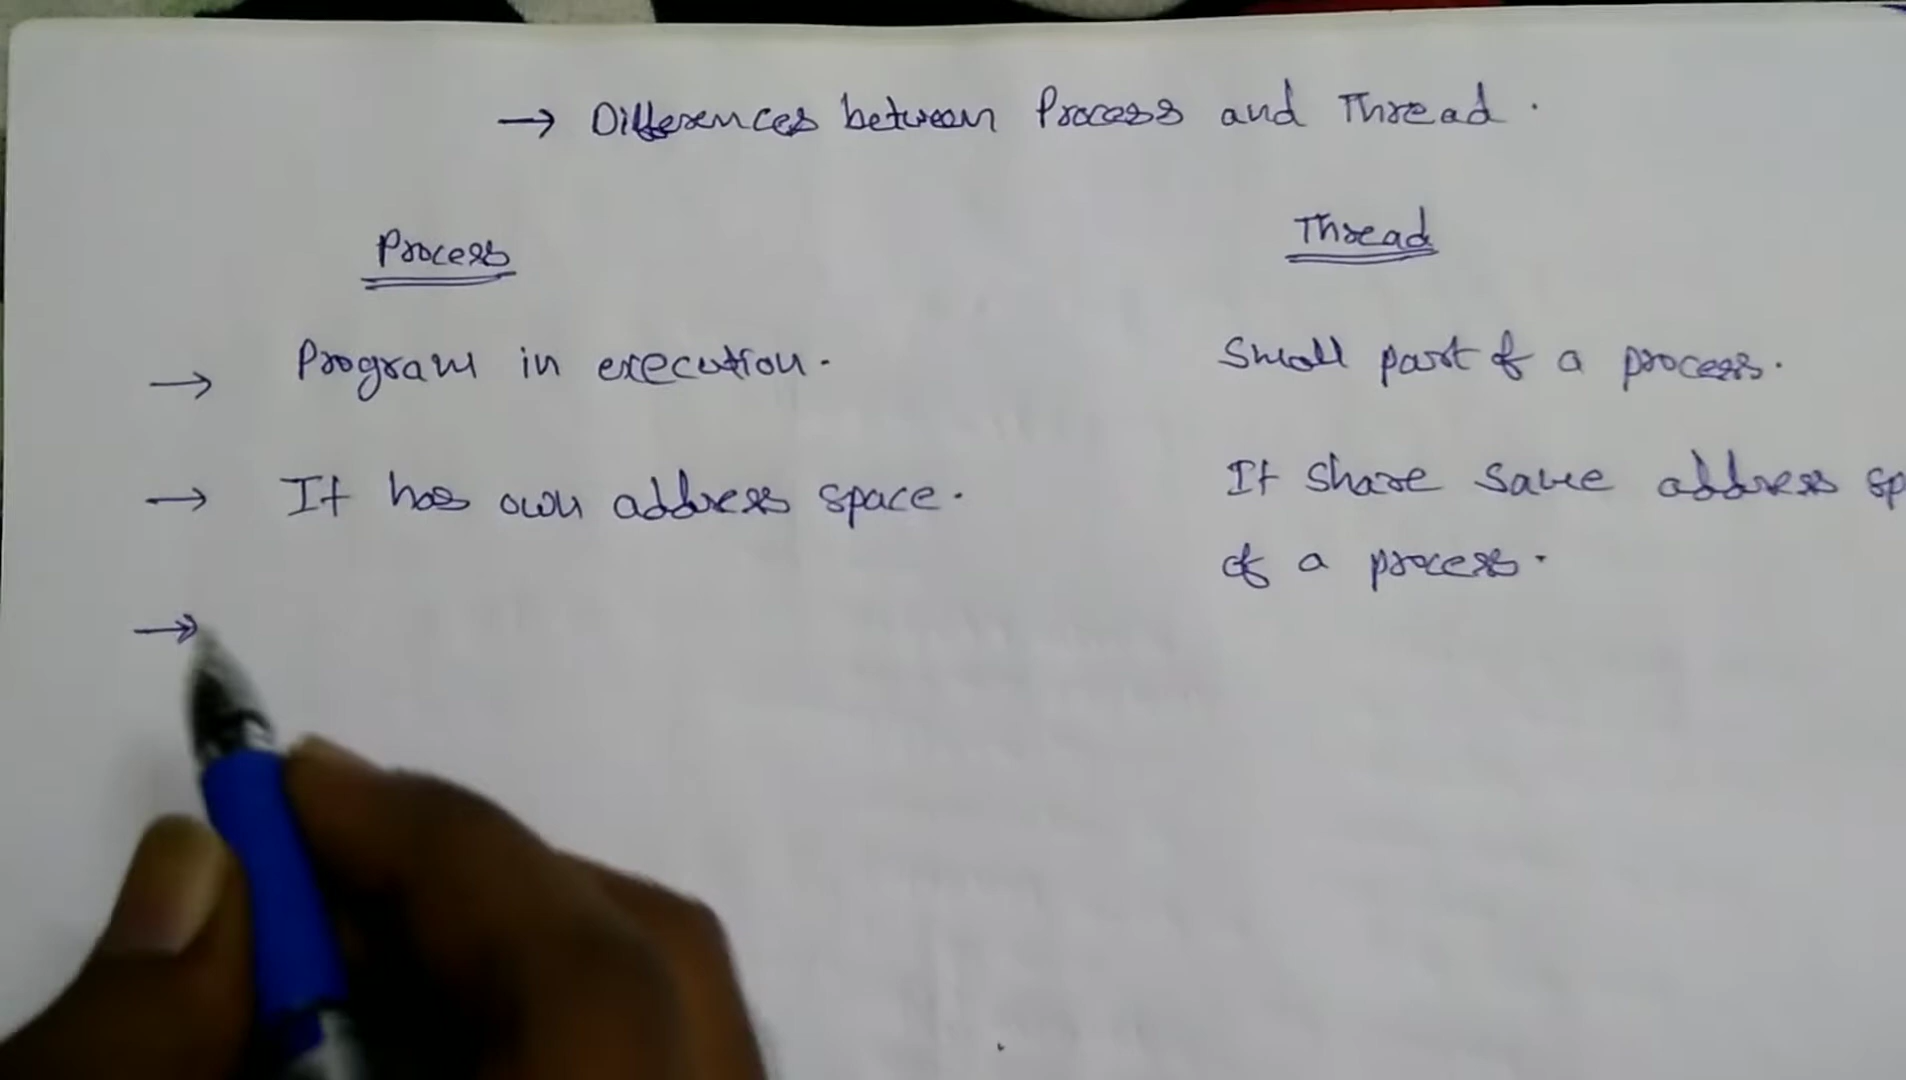 → Differences between Process and Thread.
Process
Thread
→ Program in execution.
Small part of a process.
→ It has own address space.
It share same address sp
of a process.
→